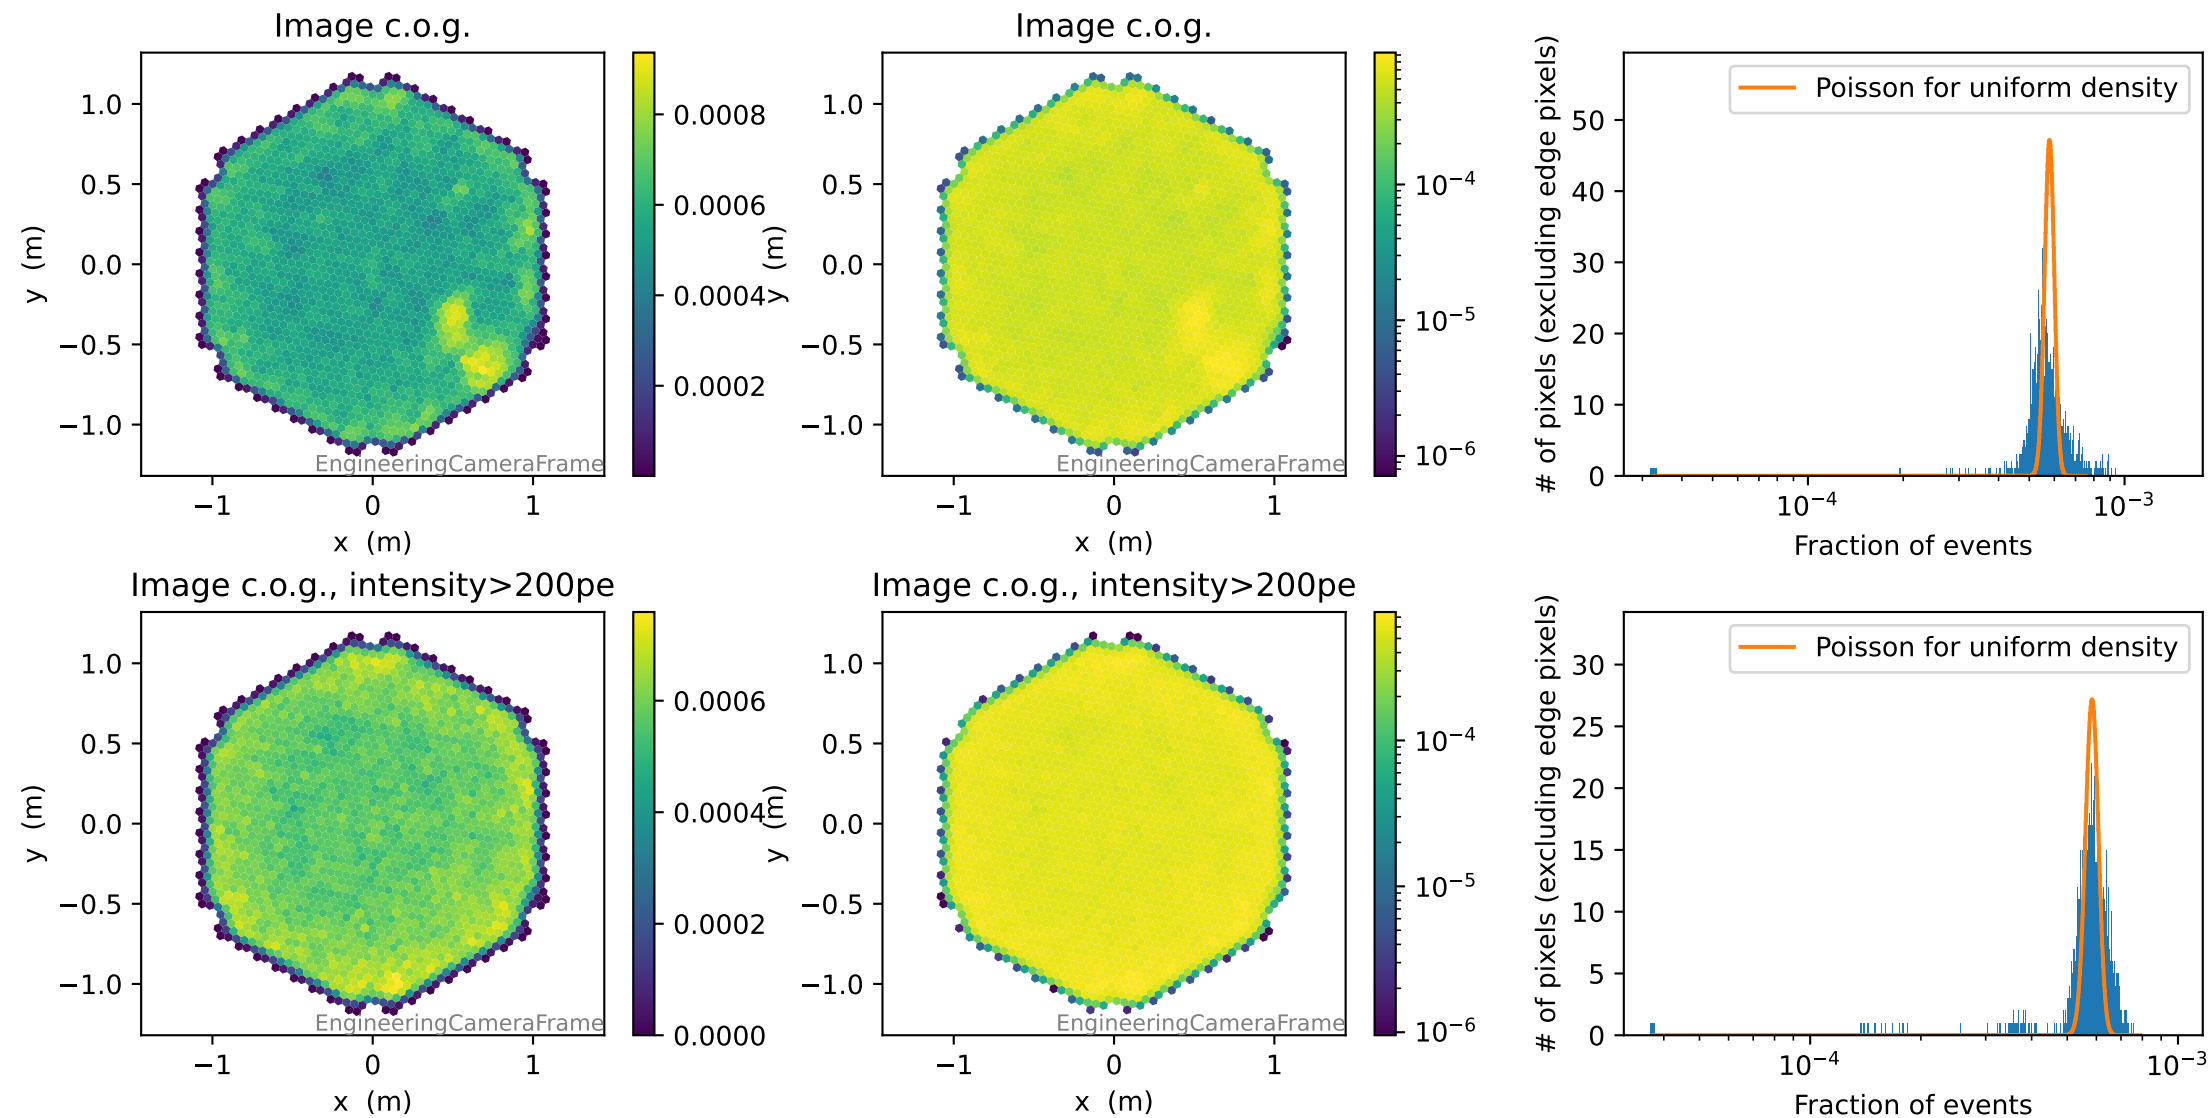 Image c.o.g.
1.0
0.5
0.0
−0.5
−1.0
y (m)
−1
0
1
x (m)
EngineeringCameraFrame
0.0008
0.0006
0.0004
0.0002
Image c.o.g.
1.0
0.5
0.0
−0.5
−1.0
y (m)
−1
0
1
x (m)
EngineeringCameraFrame
10⁻⁴
10⁻⁵
10⁻⁶
Poisson for uniform density
50
40
30
20
10
0
# of pixels (excluding edge pixels)
10⁻⁴
10⁻³
Fraction of events
Image c.o.g., intensity>200pe
1.0
0.5
0.0
−0.5
−1.0
y (m)
−1
0
1
x (m)
EngineeringCameraFrame
0.0006
0.0004
0.0002
0.0000
Image c.o.g., intensity>200pe
1.0
0.5
0.0
−0.5
−1.0
y (m)
−1
0
1
x (m)
EngineeringCameraFrame
10⁻⁴
10⁻⁵
10⁻⁶
Poisson for uniform density
30
25
20
15
10
5
0
# of pixels (excluding edge pixels)
10⁻⁴
10⁻³
Fraction of events